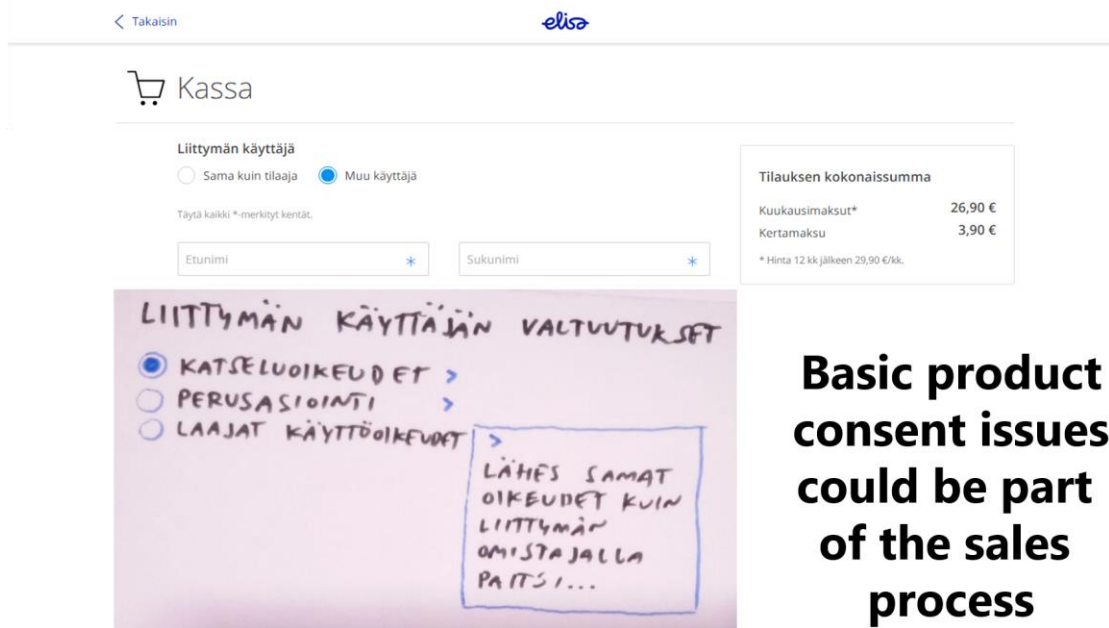 Takaisin
elisa
Kassa
Liittymän käyttäjä
Sama kuin tilaaja Muu käyttäjä
Täytä kaikki *-merkityt kentät.
Etunimi *
Sukunimi *
Tilauksen kokonaissumma
Kuukausimaksut* 26,90 €
Kertamaksu 3,90 €
* Hinta 12 kk jälkeen 29,90 €/kk.
LIITTYMÄN KÄYTTÄJÄN VALTUUTUKSET
KATSELUOIKEUDET >
PERUSASIOINTI >
LAAJAT KÄYTTÖOIKEUDET >
LÄHES SAMAT
OIKEUDET KUIN
LIITTYMÄN
OMISTAJALLA
PAITSI...
Basic product
consent issues
could be part
of the sales
process